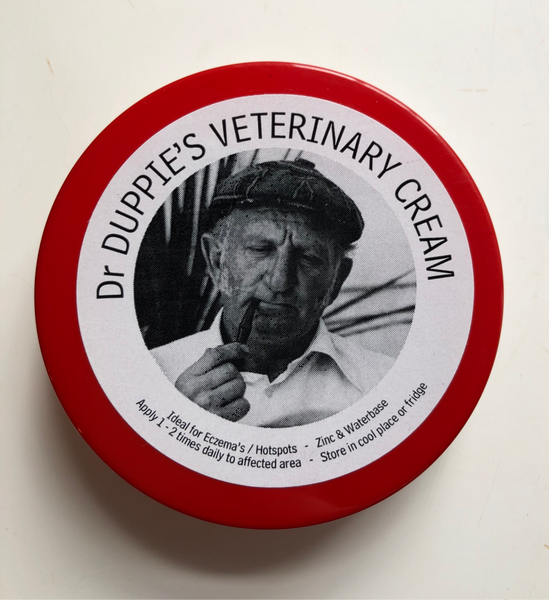 Dr DUPPIE'S VETERINARY CREAM
Ideal for Eczema's / Hotspots - Zinc & Waterbase
Apply 1 - 2 times daily to affected area - Store in cool place or fridge